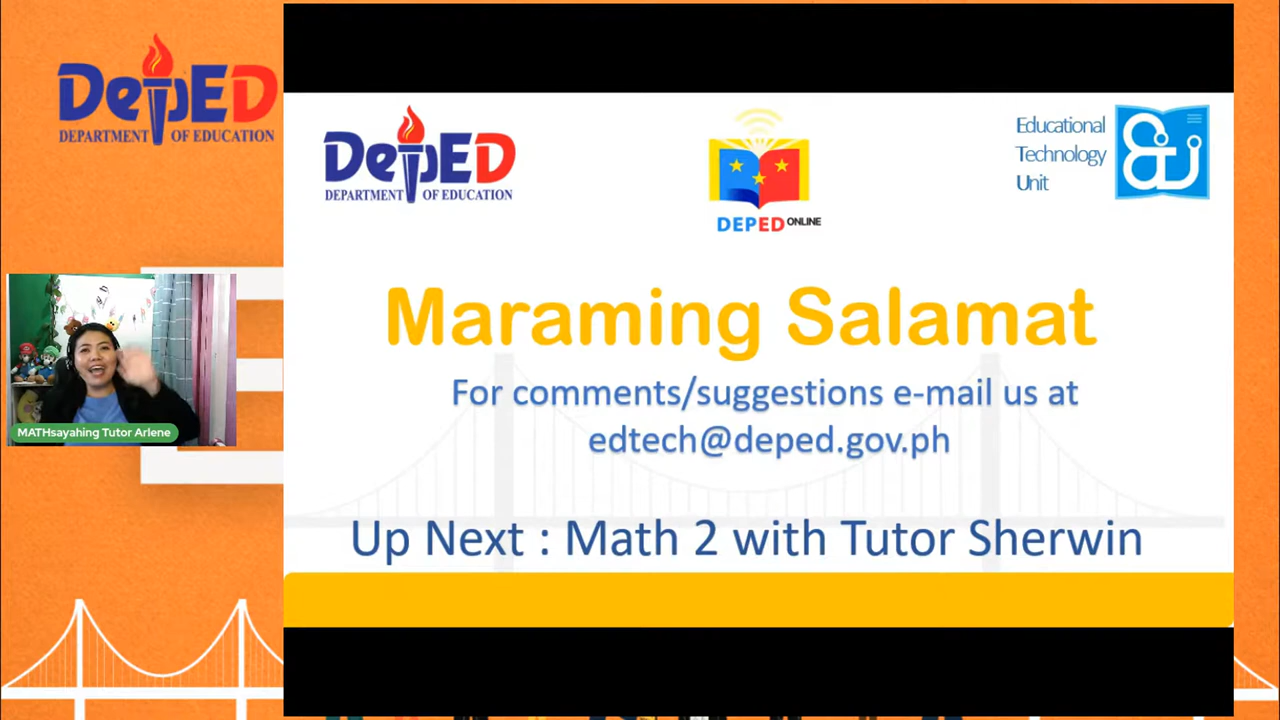 DepED
DEPARTMENT OF EDUCATION
DepED
DEPARTMENT OF EDUCATION
DEPED ONLINE
Educational
Technology
Unit
Maraming Salamat
For comments/suggestions e-mail us at
edtech@deped.gov.ph
MATHsayahing Tutor Arlene
Up Next : Math 2 with Tutor Sherwin